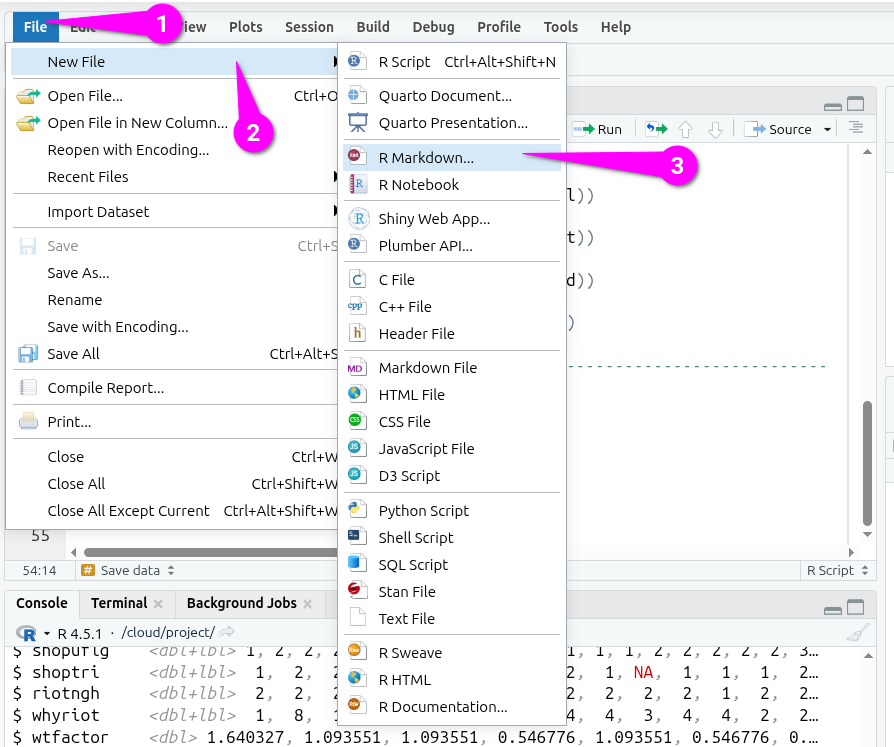 File Edit View Plots Session Build Debug Profile Tools Help
1
New File
Open File... Ctrl+O
Open File in New Column...
Reopen with Encoding...
Recent Files
Import Dataset
Save Ctrl+S
Save As...
Rename
Save with Encoding...
Save All Ctrl+Alt+S
Compile Report...
Print...
Close Ctrl+W
Close All Ctrl+Shift+W
Close All Except Current Ctrl+Alt+Shift+W
2
R Script Ctrl+Alt+Shift+N
Quarto Document...
Quarto Presentation...
R Markdown...
R Notebook
Shiny Web App...
Plumber API...
C File
C++ File
Header File
Markdown File
HTML File
CSS File
JavaScript File
D3 Script
Python Script
Shell Script
SQL Script
Stan File
Text File
R Sweave
R HTML
R Documentation...
3
Run Source
l))
t))
d))
)
55
54:14 # Save data R Script
Console Terminal Background Jobs
R 4.5.1 · /cloud/project/
$ shopuflg <dbl+lbl> 1, 2, 2, 1, 1, 1, 2, 2, 2, 2, 2, 3…
$ shoptri <dbl+lbl> 1, 2, 2, 1, NA, 1, 1, 1, 2…
$ riotngh <dbl+lbl> 2, 2, 2, 2, 2, 2, 1, 2, 2…
$ whyriot <dbl+lbl> 1, 8, 4, 4, 3, 4, 4, 2, 2…
$ wtfactor <dbl> 1.640327, 1.093551, 1.093551, 0.546776, 1.093551, 0.546776, 0.…